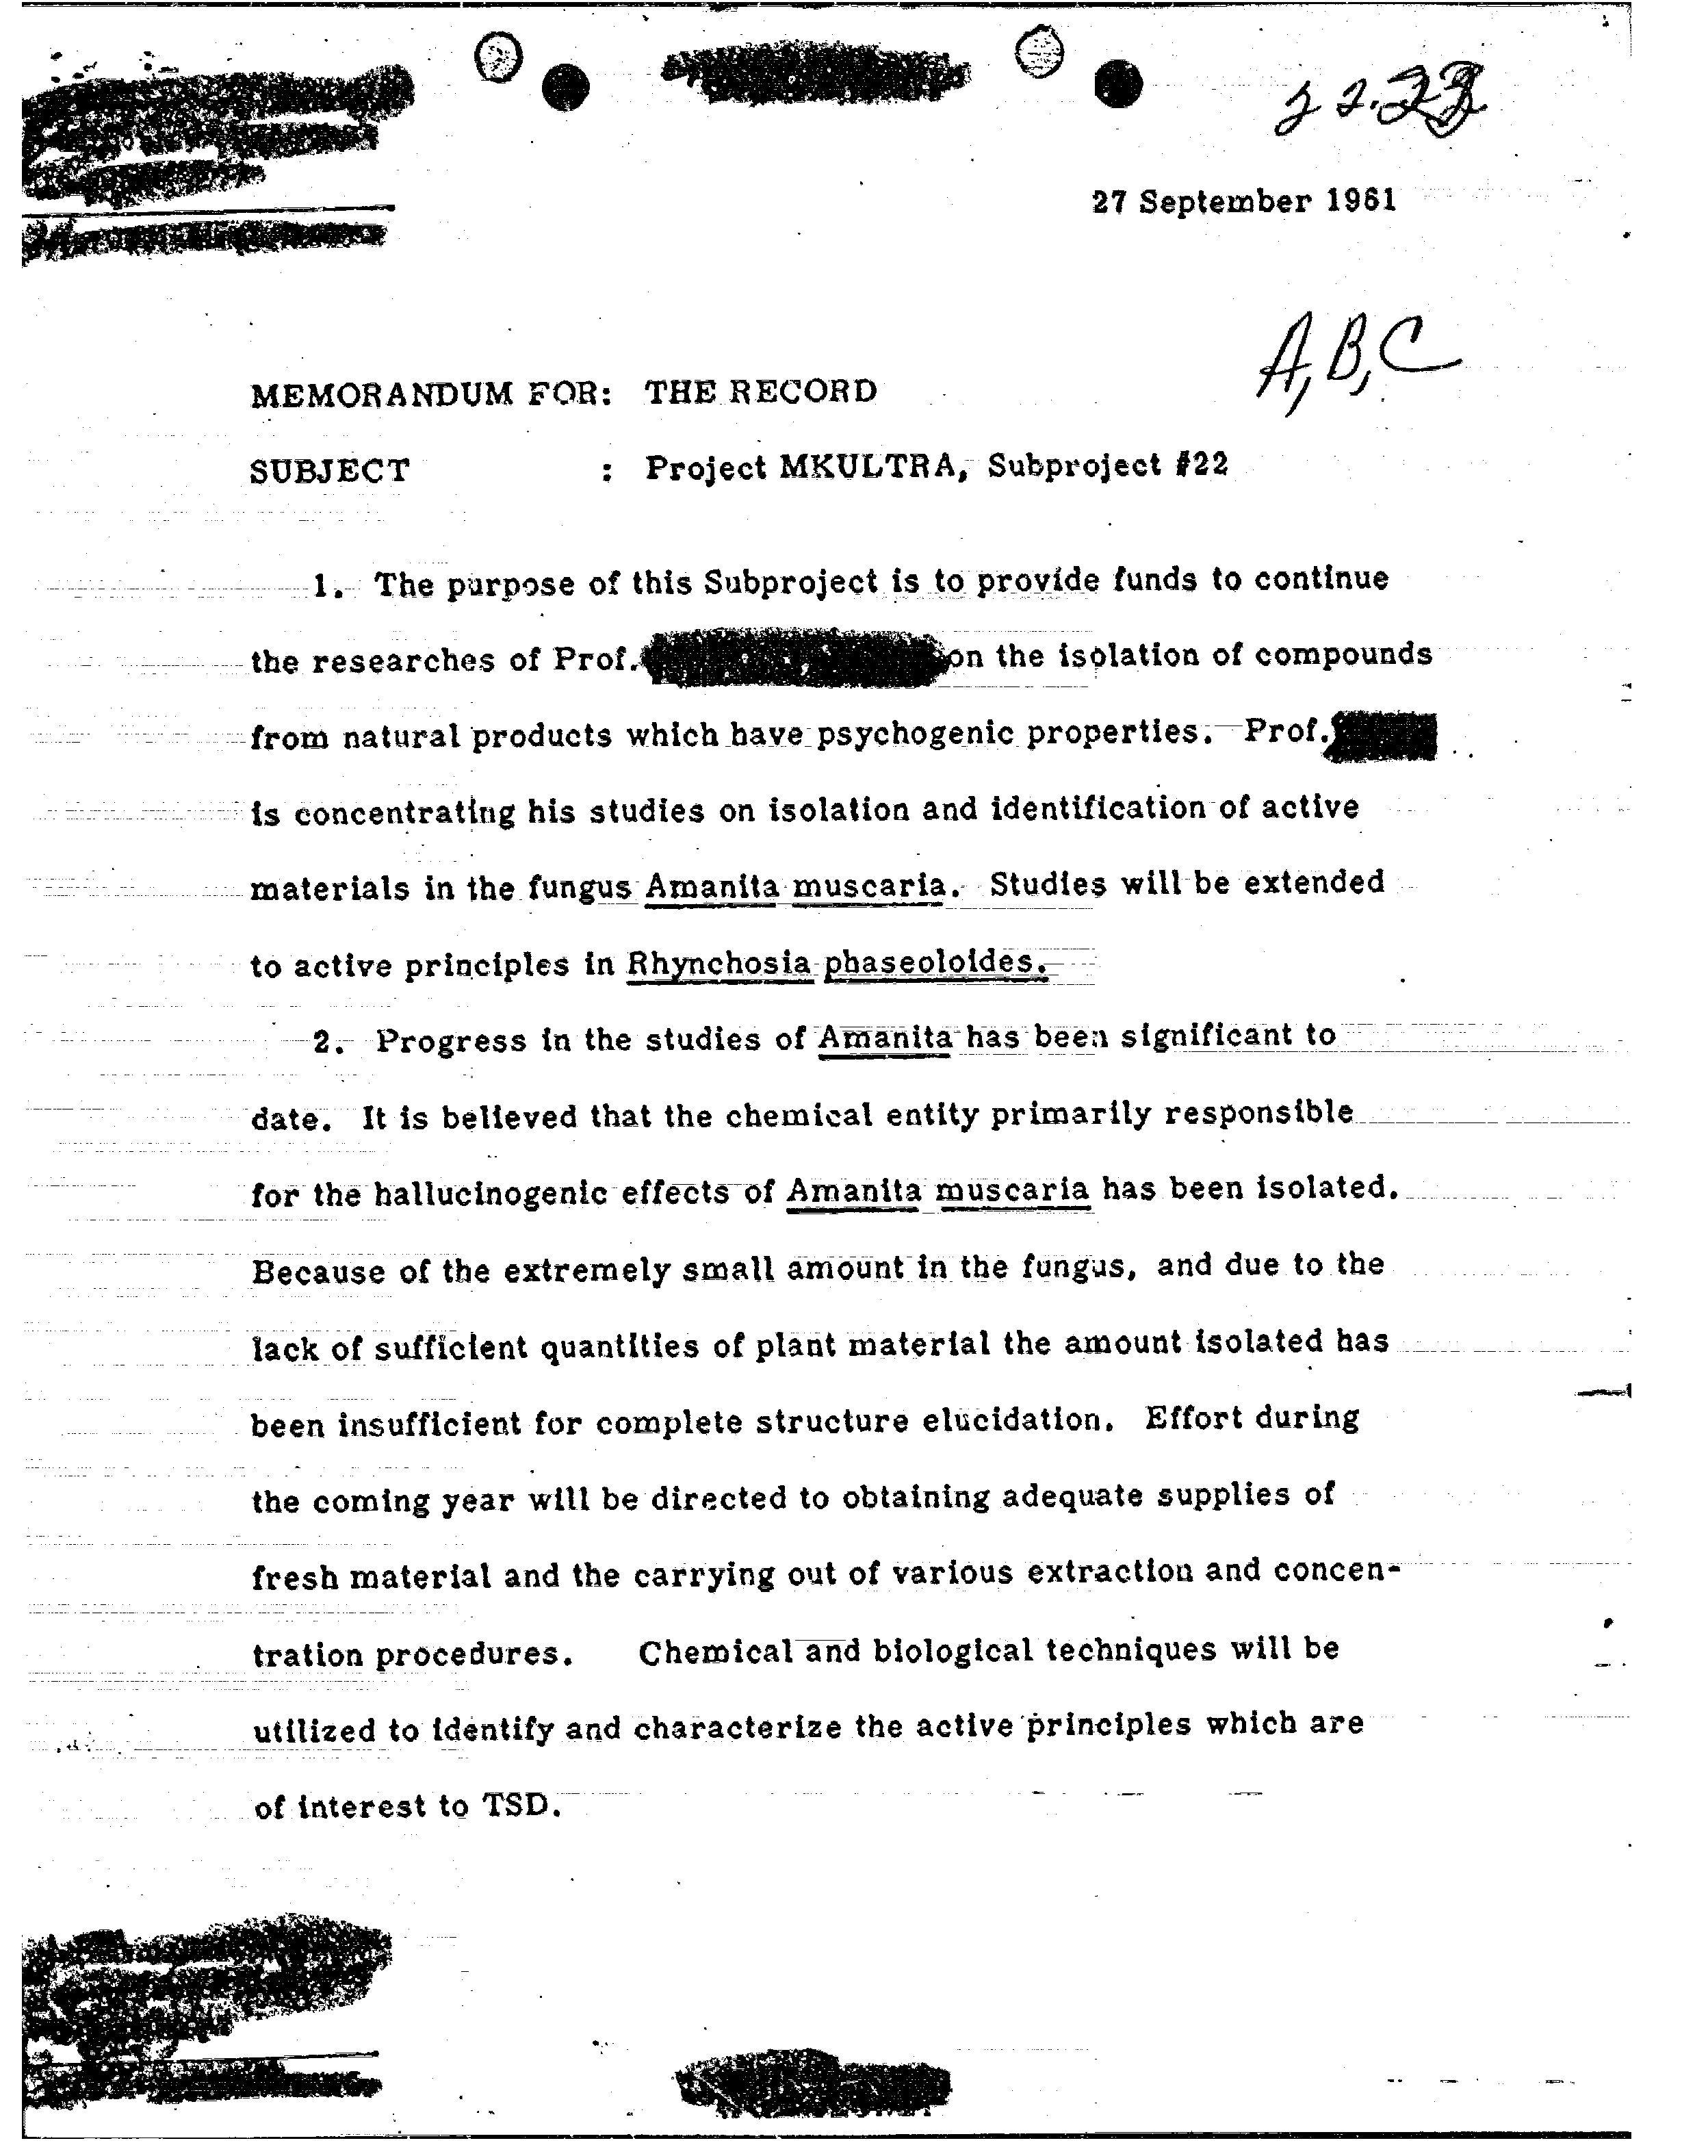 27 September 1961
A, B, C
MEMORANDUM FOR: THE RECORD
SUBJECT : Project MKULTRA, Subproject #22
1. The purpose of this Subproject is to provide funds to continue
the researches of Prof. on the isolation of compounds
from natural products which have psychogenic properties. Prof.
is concentrating his studies on isolation and identification of active
materials in the fungus Amanita muscaria. Studies will be extended
to active principles in Rhynchosia phaseoloides.
2. Progress in the studies of Amanita has been significant to
date. It is believed that the chemical entity primarily responsible
for the hallucinogenic effects of Amanita muscaria has been isolated.
Because of the extremely small amount in the fungus, and due to the
lack of sufficient quantities of plant material the amount isolated has
been insufficient for complete structure elucidation. Effort during
the coming year will be directed to obtaining adequate supplies of
fresh material and the carrying out of various extraction and concen-
tration procedures. Chemical and biological techniques will be
utilized to identify and characterize the active principles which are
of interest to TSD.